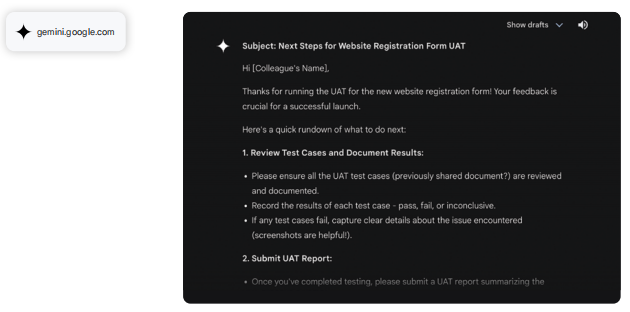 gemini.google.com
Show drafts
Subject: Next Steps for Website Registration Form UAT
Hi [Colleague's Name],
Thanks for running the UAT for the new website registration form! Your feedback is
crucial for a successful launch.
Here's a quick rundown of what to do next:
1. Review Test Cases and Document Results:
• Please ensure all the UAT test cases (previously shared document?) are reviewed
and documented.
• Record the results of each test case - pass, fail, or inconclusive.
• If any test cases fail, capture clear details about the issue encountered
(screenshots are helpful!).
2. Submit UAT Report:
• Once you've completed testing, please submit a UAT report summarizing the